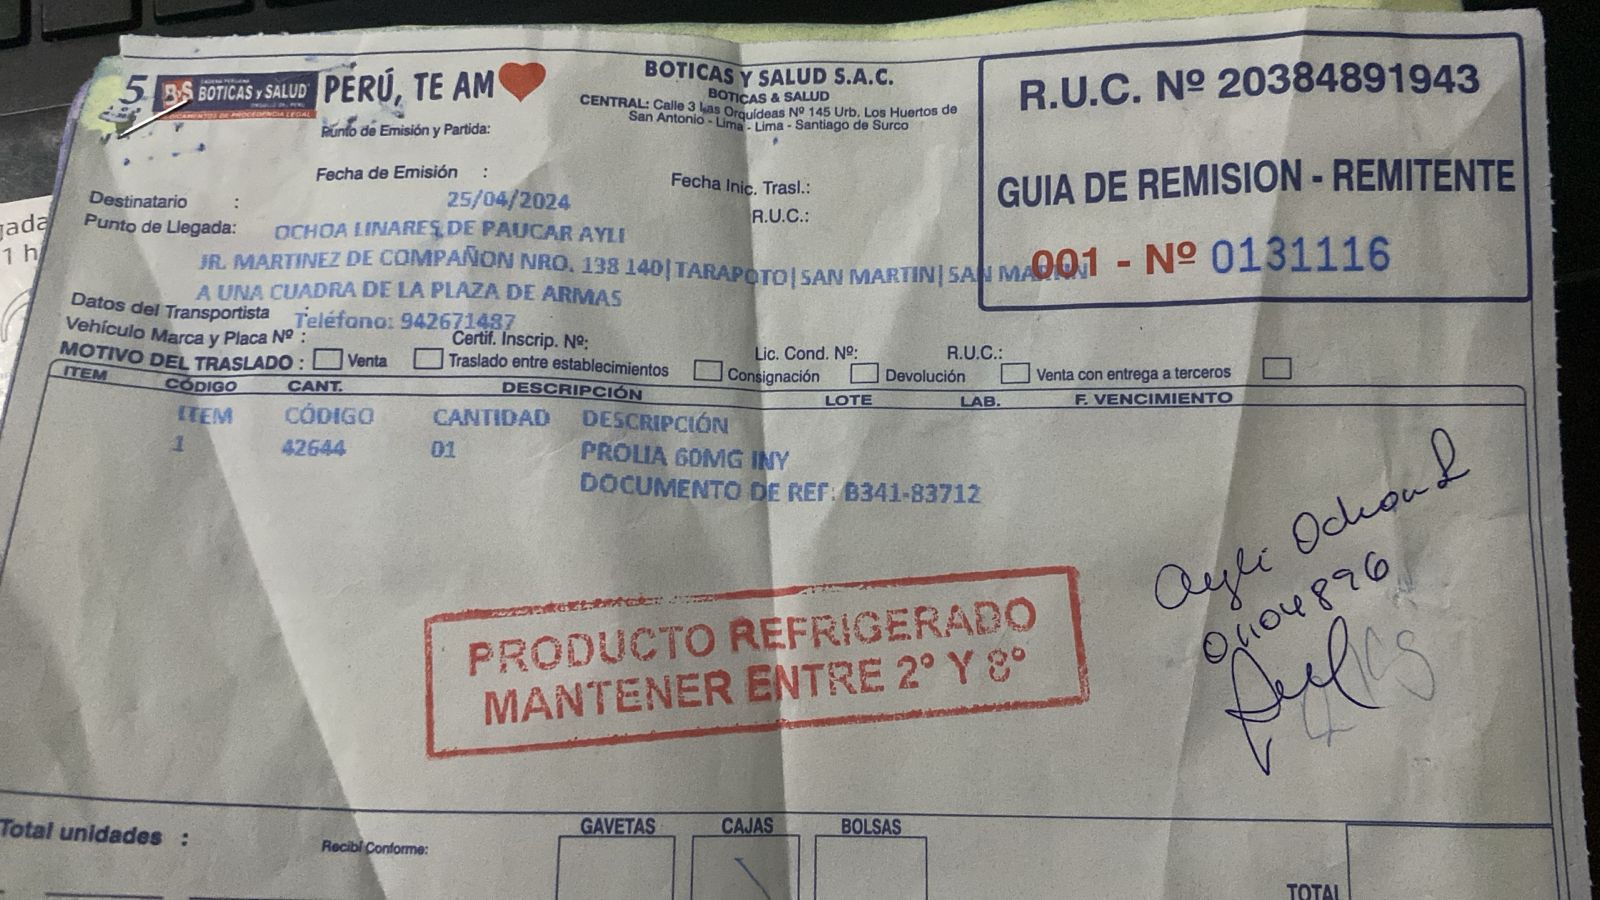 5
B y S BOTICAS y SALUD
MEDICAMENTOS DE PROCEDENCIA LEGAL
PERÚ, TE AM
BOTICAS Y SALUD S.A.C.
BOTICAS & SALUD
CENTRAL: Calle 3 Las Orquídeas Nº 145 Urb. Los Huertos de
San Antonio - Lima - Lima - Santiago de Surco
R.U.C. Nº 20384891943
GUIA DE REMISION - REMITENTE
001 - Nº 0131116
Punto de Emisión y Partida:
Fecha de Emisión :
25/04/2024
Fecha Inic. Trasl.:
R.U.C.:
Destinatario :
Punto de Llegada: OCHOA LINARES DE PAUCAR AYLI
JR. MARTINEZ DE COMPAÑON NRO. 138 140|TARAPOTO|SAN MARTIN|SAN MARTIN
A UNA CUADRA DE LA PLAZA DE ARMAS
Datos del Transportista Teléfono: 942671487
Vehículo Marca y Placa Nº : Certif. Inscrip. Nº: Lic. Cond. Nº: R.U.C.:
MOTIVO DEL TRASLADO : Venta Traslado entre establecimientos Consignación Devolución Venta con entrega a terceros
ITEM CÓDIGO CANT. DESCRIPCIÓN LOTE LAB. F. VENCIMIENTO
ITEM CÓDIGO CANTIDAD DESCRIPCIÓN
1 42644 01 PROLIA 60MG INY
DOCUMENTO DE REF: B341-83712
Ayli Ochoa L
01104896
PRODUCTO REFRIGERADO
MANTENER ENTRE 2° Y 8°
Total unidades :
Recibí Conforme:
GAVETAS CAJAS BOLSAS
TOTAL
gada
1 h